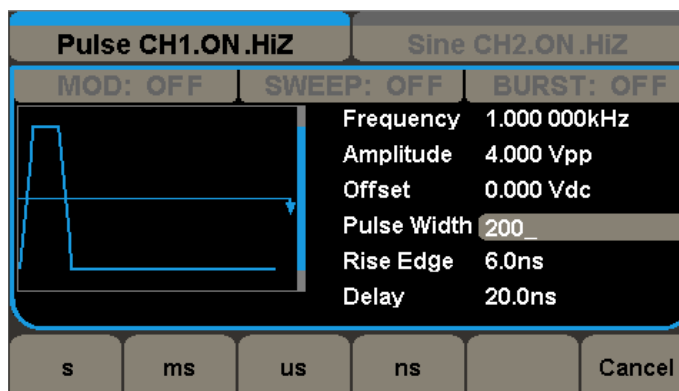 Pulse CH1.ON.HiZ
Sine CH2.ON.HiZ
MOD: OFF
SWEEP: OFF
BURST: OFF
Frequency 1.000 000kHz
Amplitude 4.000 Vpp
Offset 0.000 Vdc
Pulse Width 200_
Rise Edge 6.0ns
Delay 20.0ns
s ms us ns Cancel